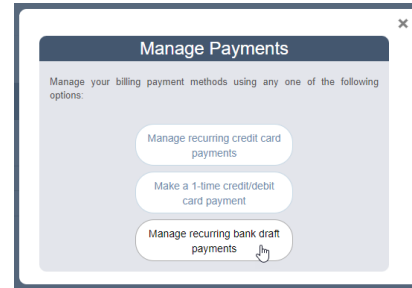 ×
Manage Payments
Manage your billing payment methods using any one of the following
options:
Manage recurring credit card
payments
Make a 1-time credit/debit
card payment
Manage recurring bank draft
payments